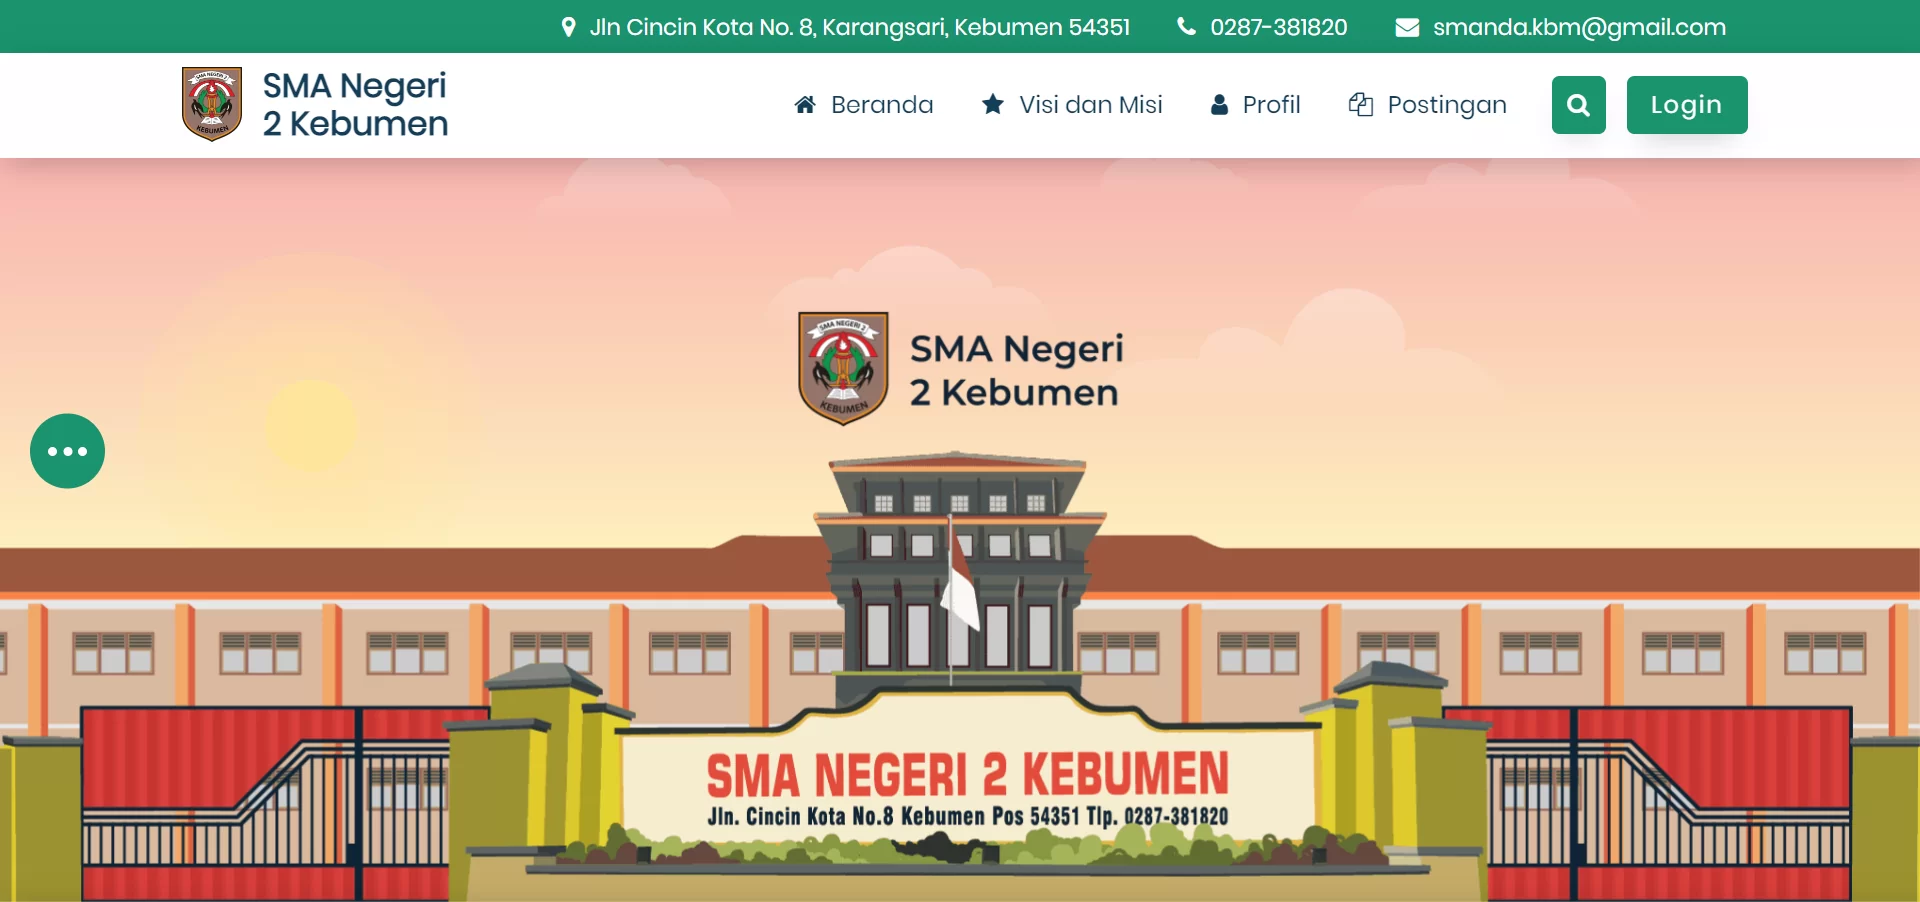 Jln Cincin Kota No. 8, Karangsari, Kebumen 54351 0287-381820 smanda.kbm@gmail.com
SMA NEGERI 2
KEBUMEN
SMA Negeri
2 Kebumen
Beranda Visi dan Misi Profil Postingan Login
SMA NEGERI 2
KEBUMEN
SMA Negeri
2 Kebumen
SMA NEGERI 2 KEBUMEN
Jln. Cincin Kota No.8 Kebumen Pos 54351 Tlp. 0287-381820